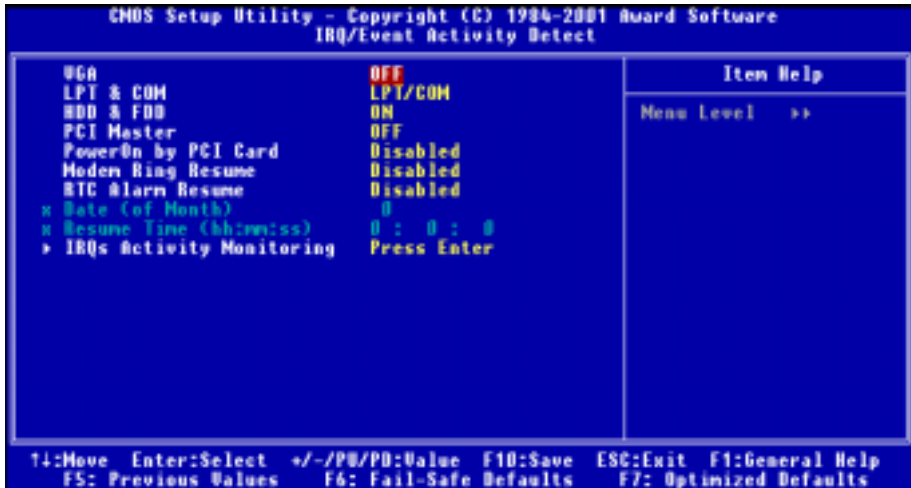 CMOS Setup Utility - Copyright (C) 1984-2001 Award Software
IRQ/Event Activity Detect
VGA OFF
LPT & COM LPT/COM
HDD & FDD ON
PCI Master OFF
PowerOn by PCI Card Disabled
Modem Ring Resume Disabled
RTC Alarm Resume Disabled
x Date (of Month) 0
x Resume Time (hh:mm:ss) 0 : 0 : 0
▸ IRQs Activity Monitoring Press Enter
Item Help
Menu Level ▸▸
↑↓:Move Enter:Select +/-/PU/PD:Value F10:Save ESC:Exit F1:General Help
F5: Previous Values F6: Fail-Safe Defaults F7: Optimized Defaults